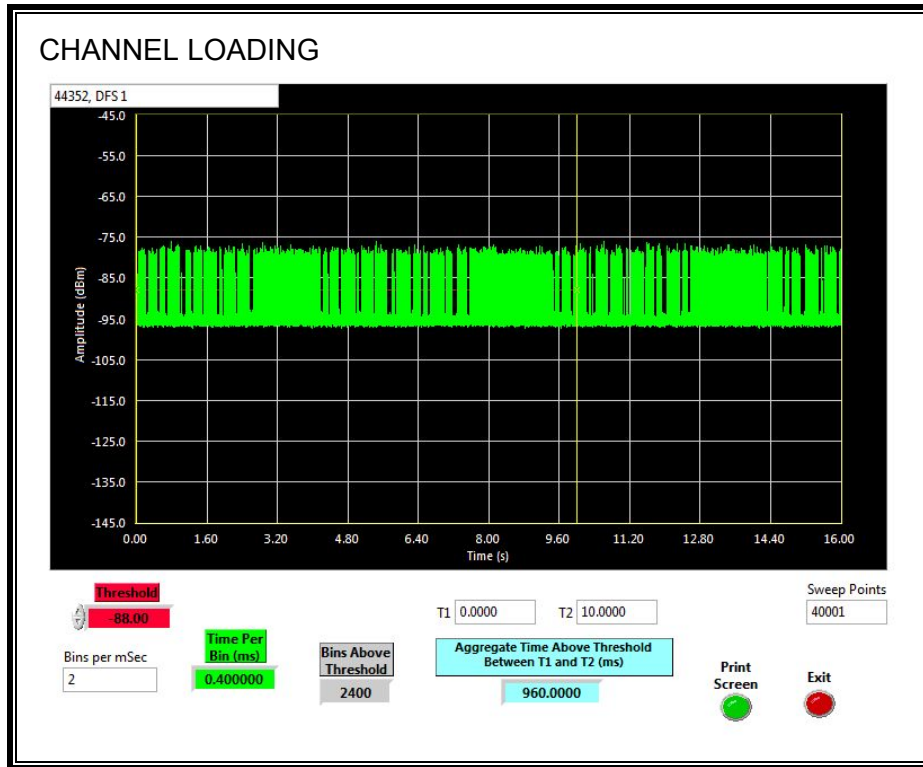 CHANNEL LOADING
44352, DFS 1
-45.0
-55.0
-65.0
-75.0
-85.0
-95.0
-105.0
-115.0
-125.0
-135.0
-145.0
Amplitude (dBm)
0.00 1.60 3.20 4.80 6.40 8.00 9.60 11.20 12.80 14.40 16.00
Time (s)
Threshold
-88.00
Bins per mSec
2
Time Per
Bin (ms)
0.400000
Bins Above
Threshold
2400
T1 0.0000 T2 10.0000
Aggregate Time Above Threshold
Between T1 and T2 (ms)
960.0000
Sweep Points
40001
Print
Screen
Exit